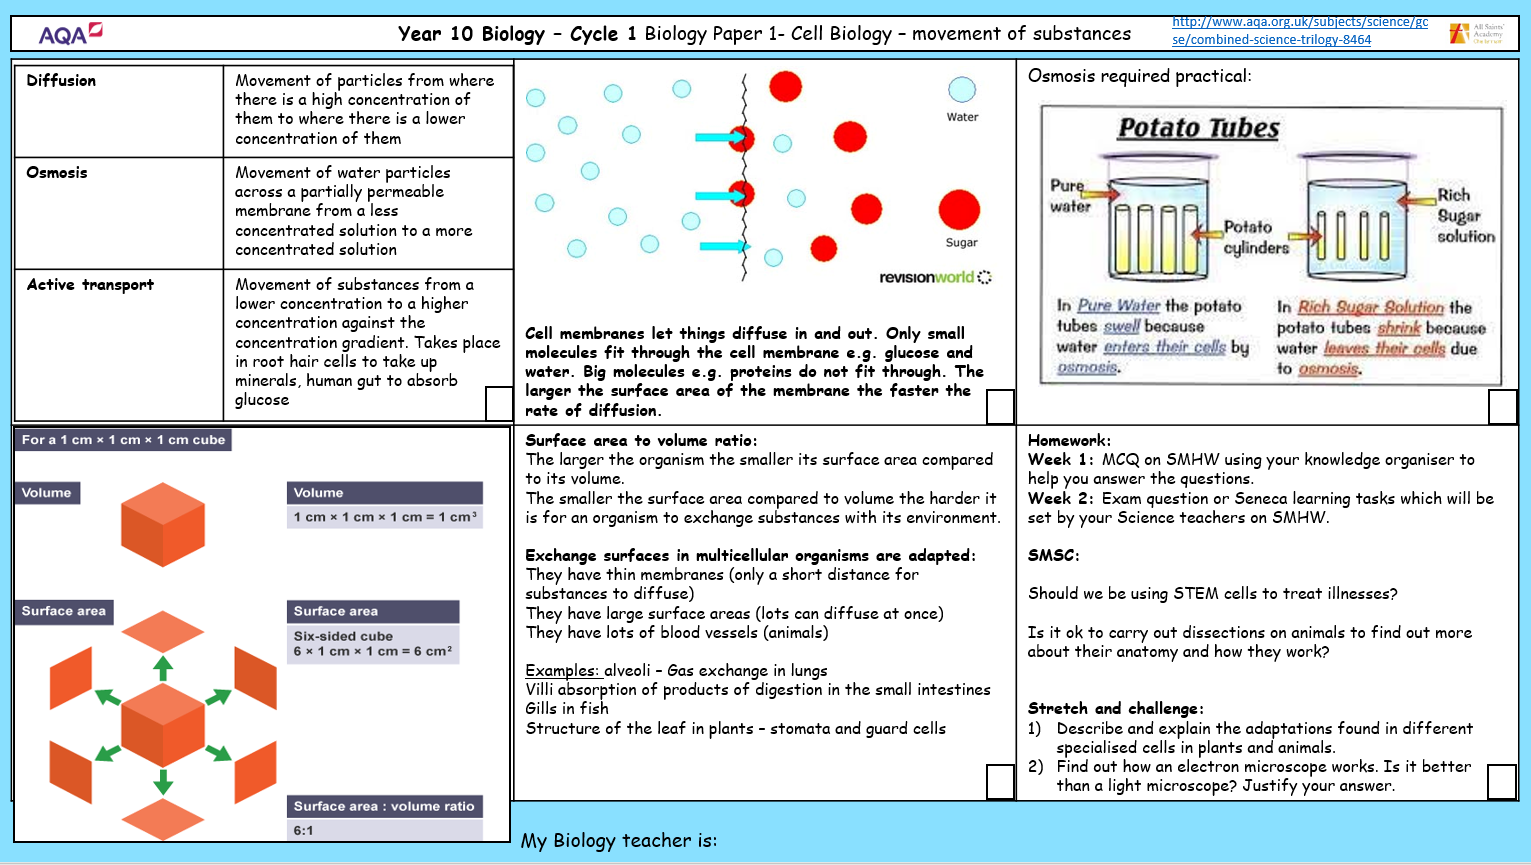 AQA
Year 10 Biology – Cycle 1 Biology Paper 1- Cell Biology – movement of substances
http://www.aqa.org.uk/subjects/science/gc
se/combined-science-trilogy-8464
All Saints'
Academy
Diffusion
Movement of particles from where
there is a high concentration of
them to where there is a lower
concentration of them
Osmosis
Movement of water particles
across a partially permeable
membrane from a less
concentrated solution to a more
concentrated solution
Active transport
Movement of substances from a
lower concentration to a higher
concentration against the
concentration gradient. Takes place
in root hair cells to take up
minerals, human gut to absorb
glucose
Water
Sugar
revisionworld
Cell membranes let things diffuse in and out. Only small
molecules fit through the cell membrane e.g. glucose and
water. Big molecules e.g. proteins do not fit through. The
larger the surface area of the membrane the faster the
rate of diffusion.
Osmosis required practical:
Potato Tubes
Pure
water
Potato
cylinders
Rich
Sugar
solution
In Pure Water the potato
tubes swell because
water enters their cells by
osmosis.
In Rich Sugar Solution the
potato tubes shrink because
water leaves their cells due
to osmosis.
For a 1 cm × 1 cm × 1 cm cube
Volume
Volume
1 cm × 1 cm × 1 cm = 1 cm³
Surface area
Surface area
Six-sided cube
6 × 1 cm × 1 cm = 6 cm²
Surface area : volume ratio
6:1
Surface area to volume ratio:
The larger the organism the smaller its surface area compared
to its volume.
The smaller the surface area compared to volume the harder it
is for an organism to exchange substances with its environment.
Exchange surfaces in multicellular organisms are adapted:
They have thin membranes (only a short distance for
substances to diffuse)
They have large surface areas (lots can diffuse at once)
They have lots of blood vessels (animals)
Examples: alveoli – Gas exchange in lungs
Villi absorption of products of digestion in the small intestines
Gills in fish
Structure of the leaf in plants – stomata and guard cells
Homework:
Week 1: MCQ on SMHW using your knowledge organiser to
help you answer the questions.
Week 2: Exam question or Seneca learning tasks which will be
set by your Science teachers on SMHW.
SMSC:
Should we be using STEM cells to treat illnesses?
Is it ok to carry out dissections on animals to find out more
about their anatomy and how they work?
Stretch and challenge:
1) Describe and explain the adaptations found in different
specialised cells in plants and animals.
2) Find out how an electron microscope works. Is it better
than a light microscope? Justify your answer.
My Biology teacher is: